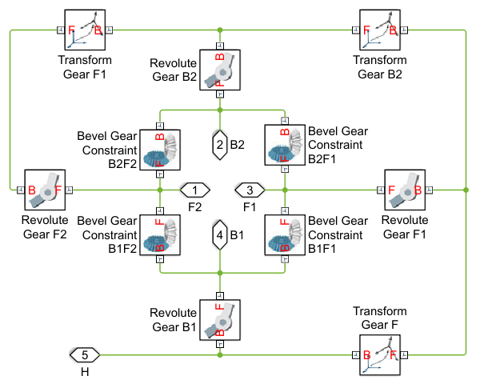 F B
F B
Transform
Gear F1
Transform
Gear B2
Revolute
Gear B2
B
F
Bevel Gear
Constraint
B2F2
B
F
2
B2
B
F
Bevel Gear
Constraint
B2F1
B F
Revolute
Gear F2
1
F2
3
F1
F B
Revolute
Gear F1
Bevel Gear
Constraint
B1F2
F
B
4
B1
F
B
Bevel Gear
Constraint
B1F1
Revolute
Gear B1
F
B
Transform
Gear F
B F
5
H